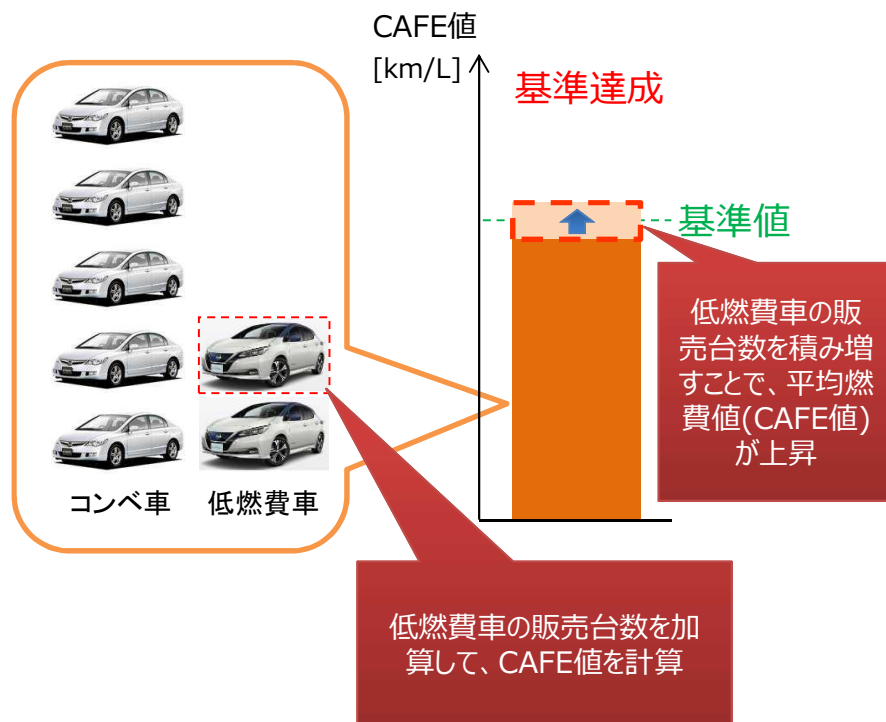 CAFE値
[km/L]
基準達成
基準値
低燃費車の販
売台数を積み増
すことで、平均燃
費値(CAFE値)
が上昇
コンベ車
低燃費車
低燃費車の販売台数を加
算して、CAFE値を計算